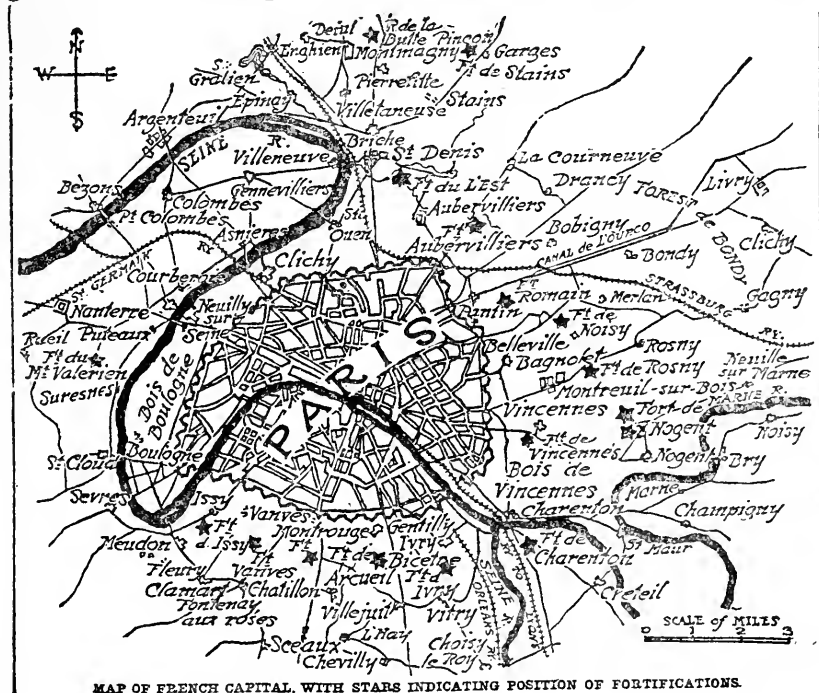 N
W E
S
Deuil
Ft de la
Butte Pinçon
Enghien
Montmagny
Garges
Ft de Stains
St
Gratien
Pierrefitte
Stains
Epinay
Villetaneuse
Argenteuil
SEINE R.
Briche
Villeneuve
St Denis
La Courneuve
Drancy
FOREST de BONDY
Livry
Bezons
Colombes
Gennevilliers
Ft du L'Est
Aubervilliers
Pt Colombes
Asnieres
St
Ouen
Ft
Aubervilliers
Bobigny
CANAL de L'OURCQ
Bondy
Clichy
ST GERMAIN Ry.
Clichy
Courbevoie
STRASSBURG RY.
Gagny
Nanterre
Neuilly
sur
Seine
Pantin
Ft
Romain
Merlan
Rueil
Puteaux
Ft de
Noisy
Ft du
Mt Valerien
Belleville
Bagnolet
Rosny
Ft de Rosny
Neuille
sur Marne
Suresnes
Bois de
Boulogne
PARIS
Montreuil-sur-Bois
MARNE R.
Vincennes
Fort de
Nogent
Noisy
St Cloud
Boulogne
Ft de
Vincennes
Nogent
Bry
Bois de
Vincennes
Marne
Sevres
Issy
Charenton
Champigny
Vanves
Montrouge
Gentilly
Meudon
Ft
d'Issy
Ft
Ft de
Bicetre
Ivry
Ft de
Charenton
St
Maur
Fleury
Ft
Vanves
Arcueil
Ft d
Ivry
Clamart
Chatillon
SEINE R.
ORLEANS
Creteil
Fontenay
aux roses
Villejuif
Vitry
L'Hay
SCALE of MILES
Sceaux
Choisy
le Roy
0 1 2 3
Chevilly
MAP OF FRENCH CAPITAL, WITH STARS INDICATING POSITION OF FORTIFICATIONS.